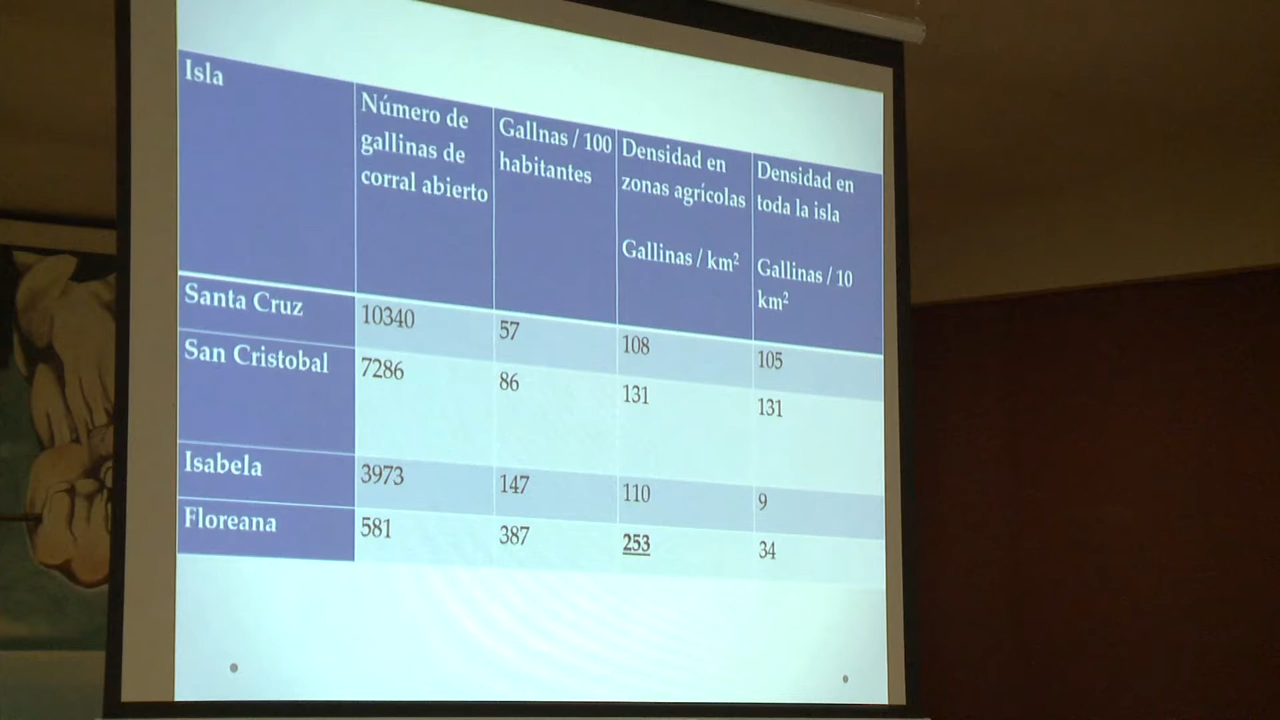 Isla
Número de
gallinas de
corral abierto
Gallnas / 100
habitantes
Densidad en
zonas agrícolas
Gallinas / km²
Densidad en
toda la isla
Gallinas / 10
km²
Santa Cruz
10340
57
108
105
San Cristobal
7286
86
131
131
Isabela
3973
147
110
9
Floreana
581
387
253
34